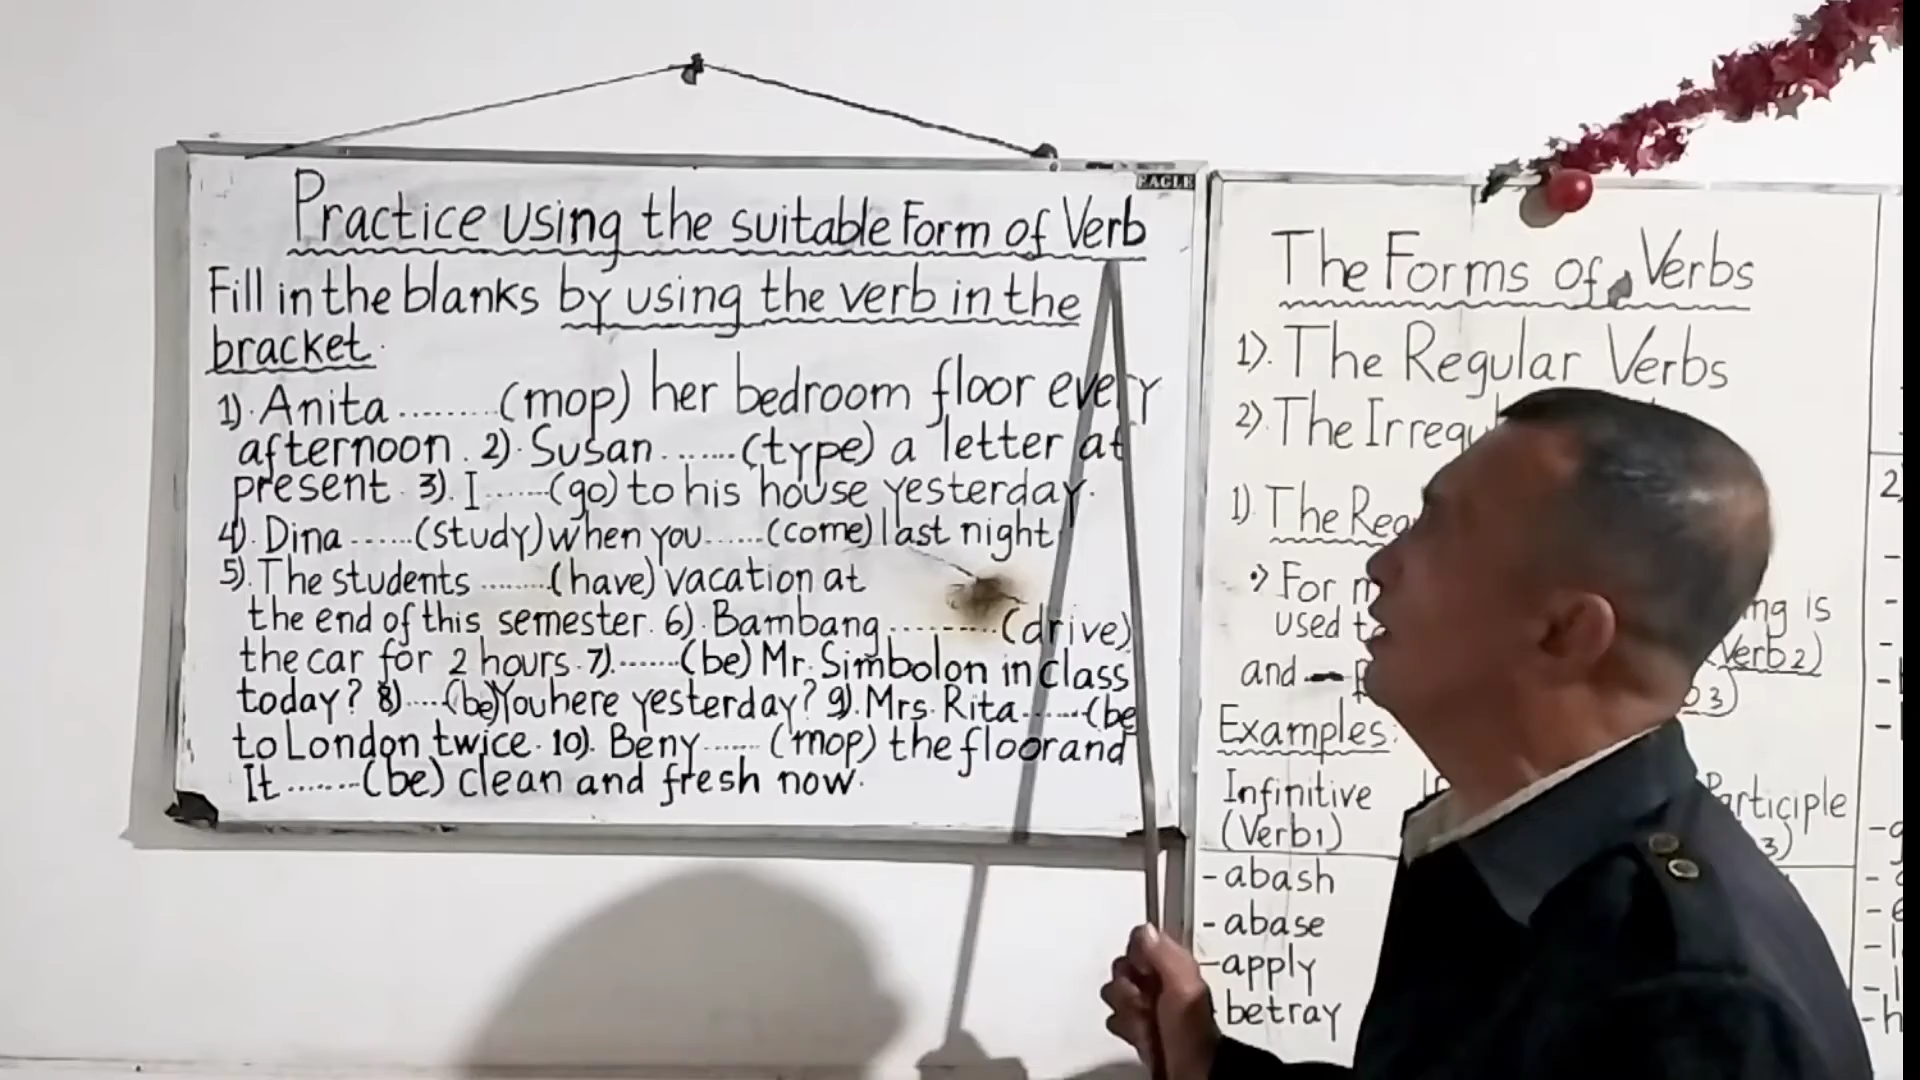 EAGLE
Practice using the suitable Form of Verb
Fill in the blanks by using the verb in the
bracket.
1). Anita ........ (mop) her bedroom floor every
afternoon. 2). Susan ....... (type) a letter at
present. 3). I ...... (go) to his house yesterday.
4). Dina ...... (study) when you ...... (come) last night
5). The students ....... (have) vacation at
the end of this semester. 6). Bambang .......... (drive)
the car for 2 hours. 7). ...... (be) Mr. Simbolon in class
today? 8) .... (be) You here yesterday? 9). Mrs. Rita ...... (be
to London twice. 10). Beny ...... (mop) the floor and
It ....... (be) clean and fresh now.
The Forms of Verbs
1). The Regular Verbs
2). The
1). The
For
used
is
and
(Verb2)
3)
Examples:
Infinitive
Participle
(Verb1)
3)
- abash
- abase
- apply
- betray
2